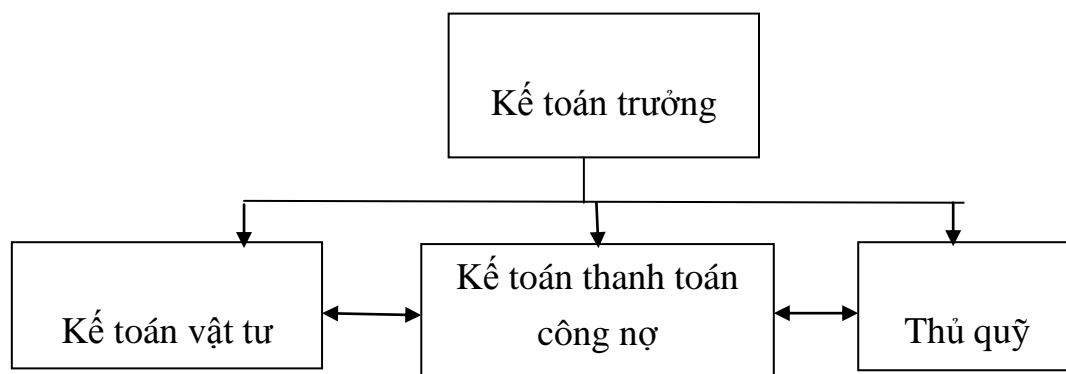 Kế toán trưởng
Kế toán vật tư
Kế toán thanh toán
công nợ
Thủ quỹ